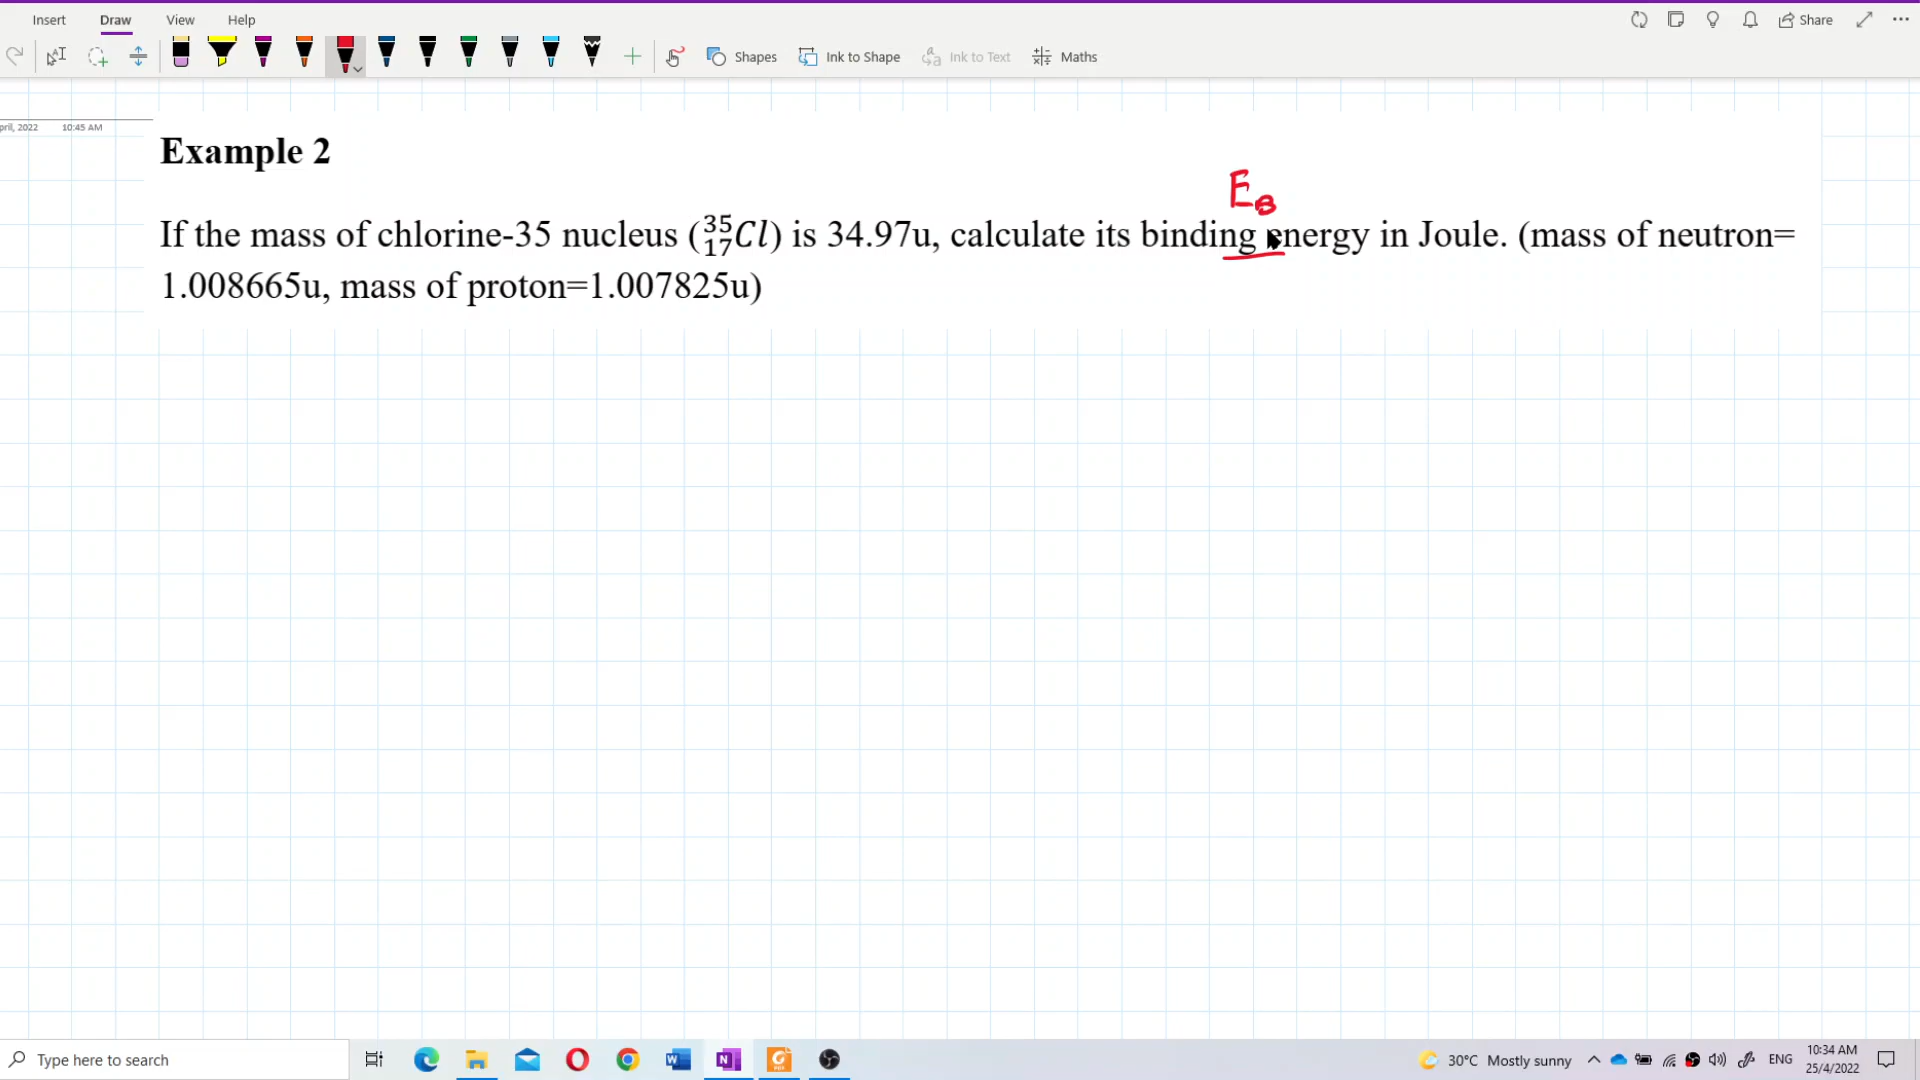 Insert Draw View Help Share
Shapes Ink to Shape Ink to Text Maths
pril, 2022 10:45 AM
Example 2
E_B
If the mass of chlorine-35 nucleus ($^{35}_{17}Cl$) is 34.97u, calculate its binding energy in Joule. (mass of neutron=
1.008665u, mass of proton=1.007825u)
Type here to search 30°C Mostly sunny ENG 10:34 AM
25/4/2022